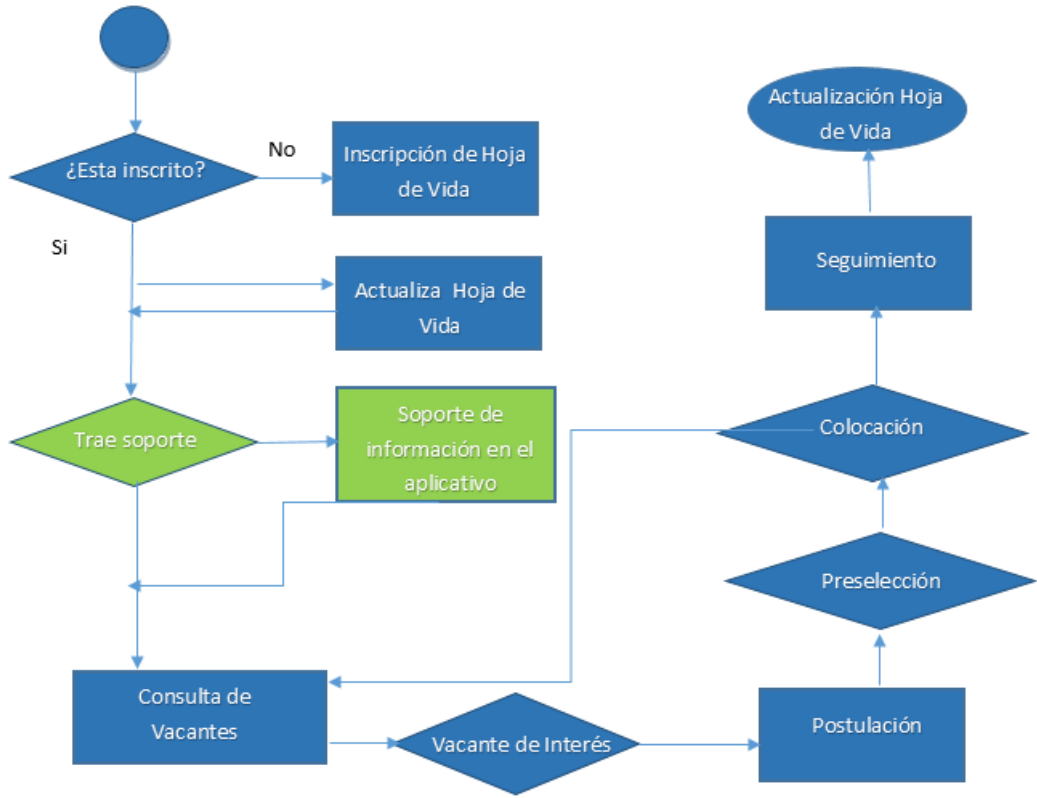 ¿Esta inscrito?
No
Inscripción de Hoja
de Vida
Si
Actualiza Hoja de
Vida
Trae soporte
Soporte de
información en el
aplicativo
Consulta de
Vacantes
Vacante de Interés
Postulación
Preselección
Colocación
Seguimiento
Actualización Hoja
de Vida